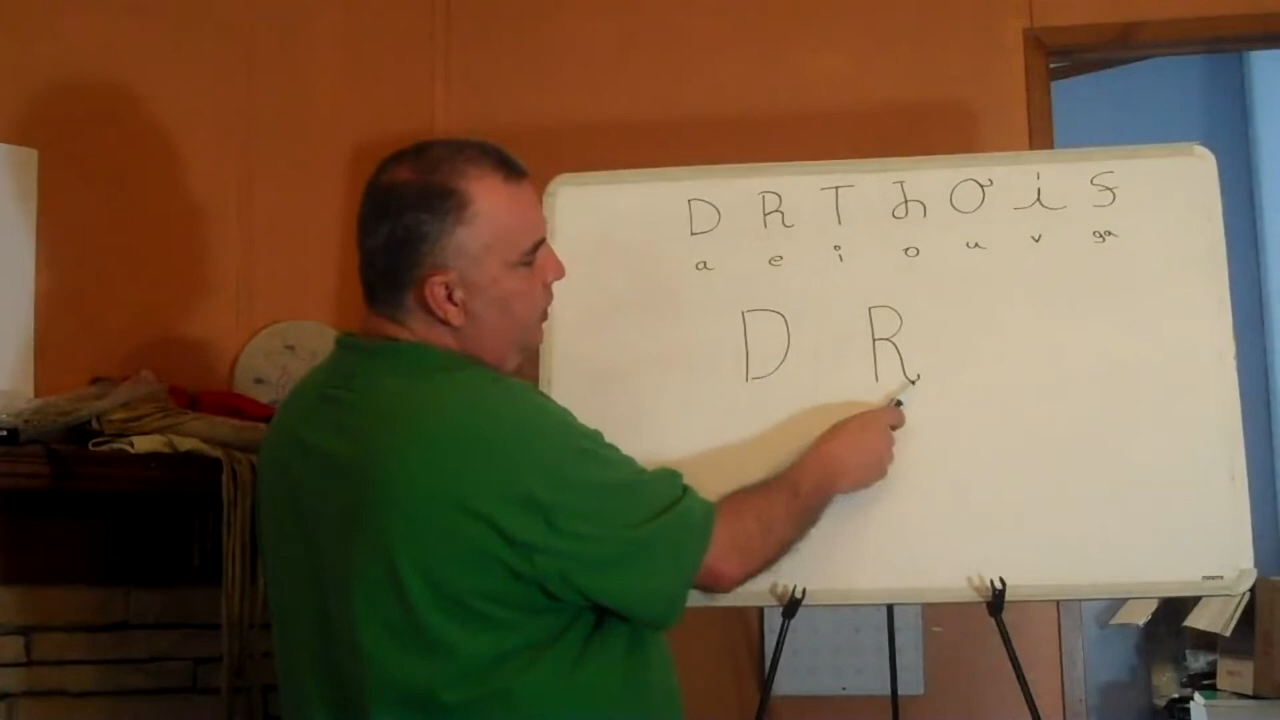 Ꭰ Ꭱ Ꭲ Ꭳ Ꭴ Ꭵ Ꭶ
a e i o u v ga
Ꭰ Ꭱ